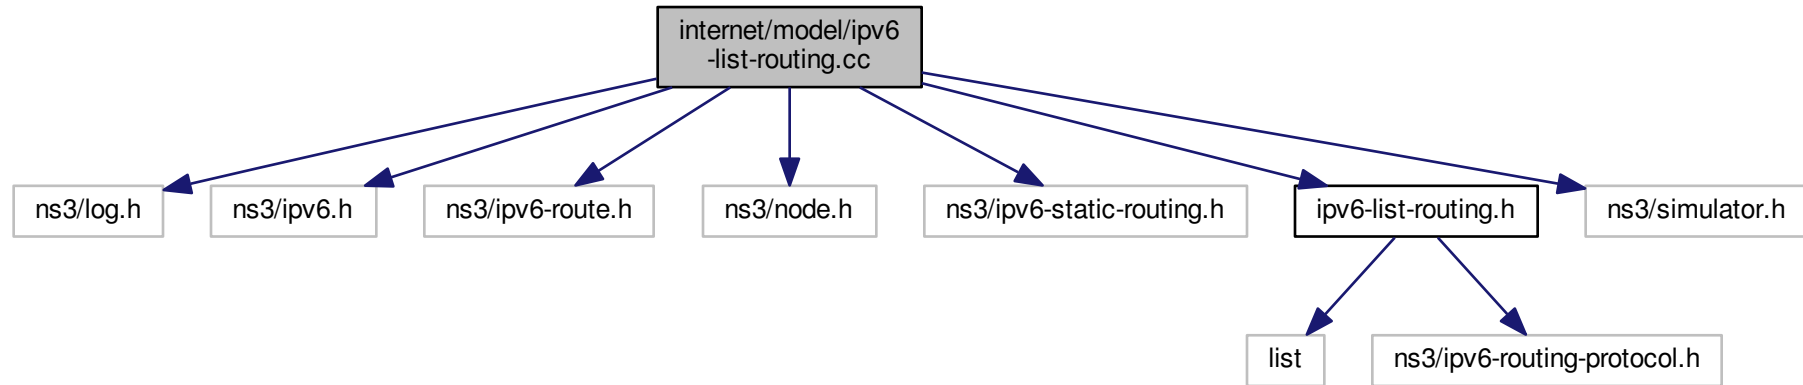 internet/model/ipv6
-list-routing.cc
ns3/log.h
ns3/ipv6.h
ns3/ipv6-route.h
ns3/node.h
ns3/ipv6-static-routing.h
ipv6-list-routing.h
ns3/simulator.h
list
ns3/ipv6-routing-protocol.h